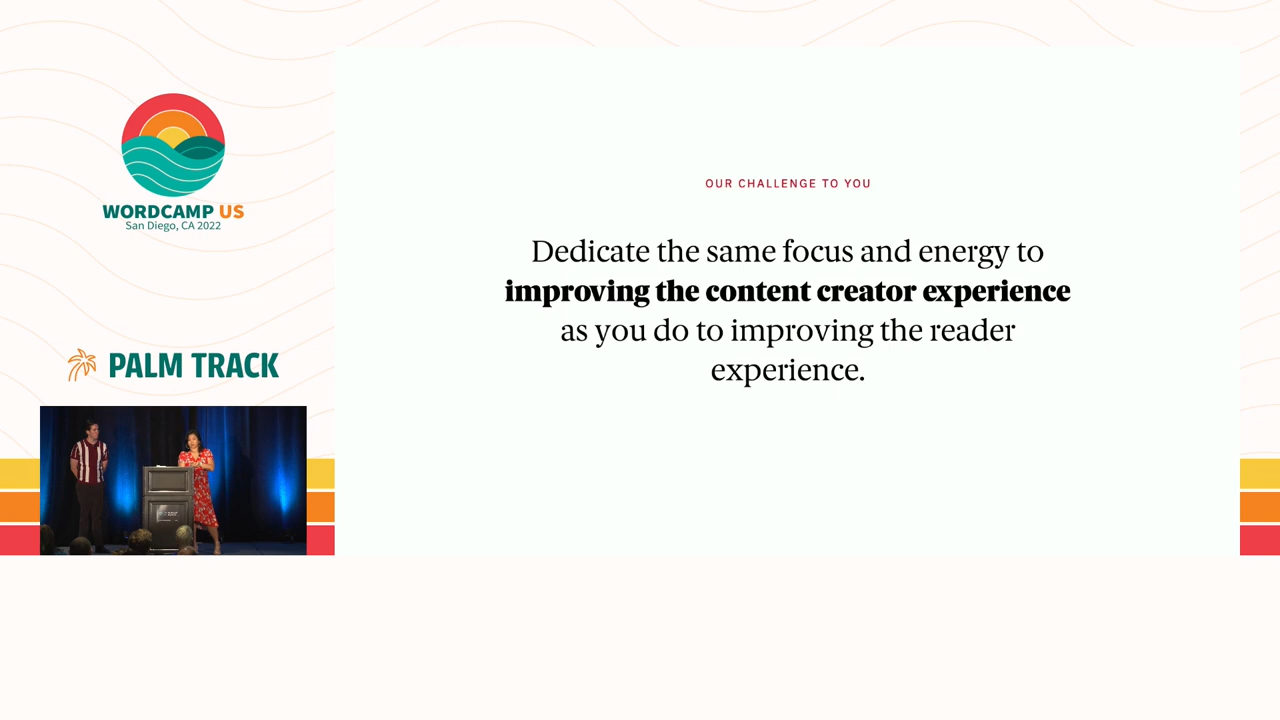 WORDCAMP US
San Diego, CA 2022
PALM TRACK
OUR CHALLENGE TO YOU
Dedicate the same focus and energy to
improving the content creator experience
as you do to improving the reader
experience.